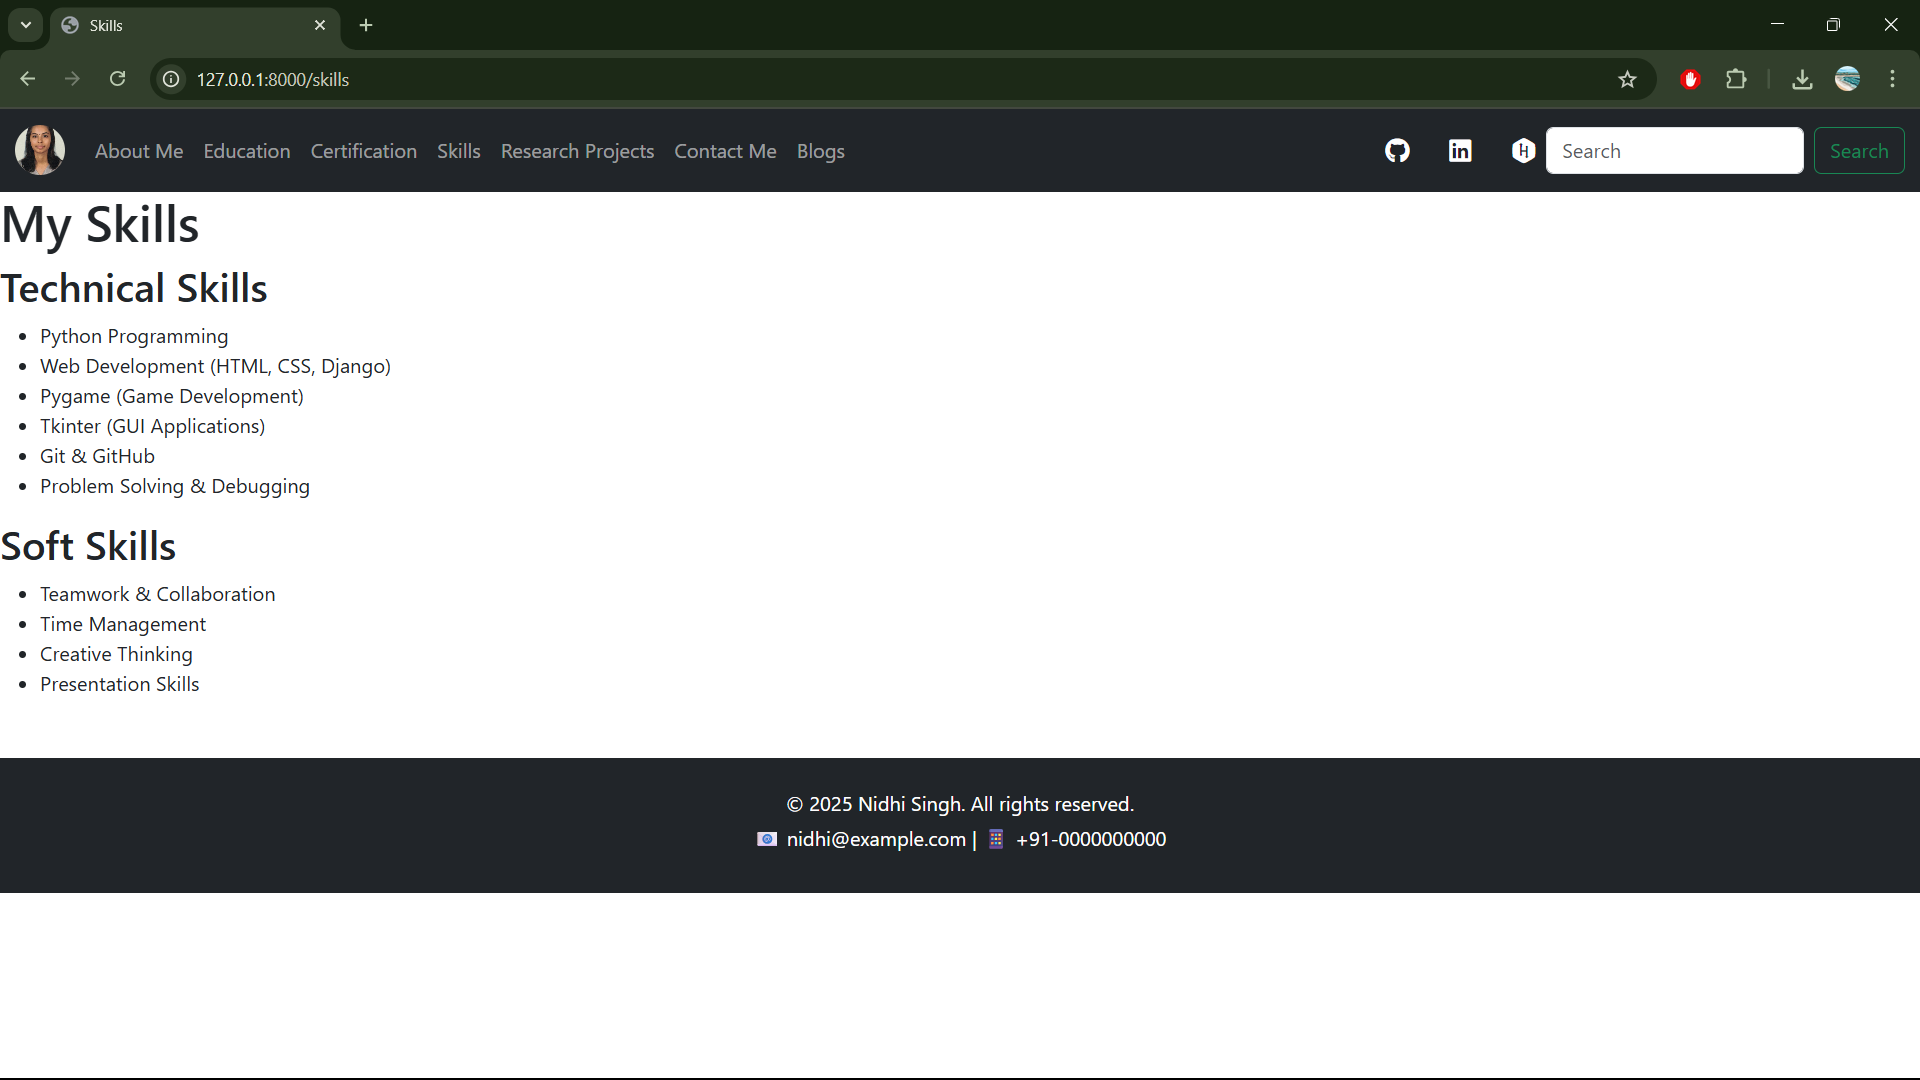 Skills
127.0.0.1:8000/skills
About Me Education Certification Skills Research Projects Contact Me Blogs in H Search Search
My Skills
Technical Skills
Python Programming
Web Development (HTML, CSS, Django)
Pygame (Game Development)
Tkinter (GUI Applications)
Git & GitHub
Problem Solving & Debugging
Soft Skills
Teamwork & Collaboration
Time Management
Creative Thinking
Presentation Skills
© 2025 Nidhi Singh. All rights reserved.
nidhi@example.com | +91-0000000000